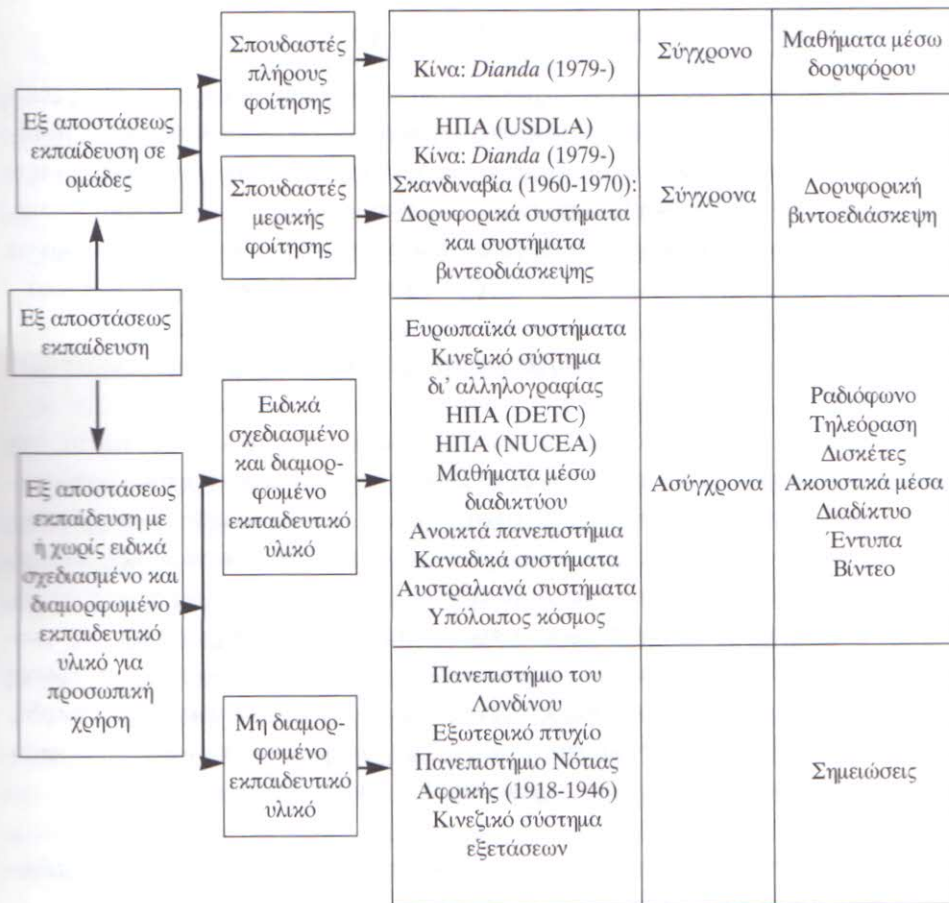 Εξ αποστάσεως
εκπαίδευση σε
ομάδες
Εξ αποστάσεως
εκπαίδευση
Εξ αποστάσεως
εκπαίδευση με
ή χωρίς ειδικά
σχεδιασμένο και
διαμορφωμένο
εκπαιδευτικό
υλικό για
προσωπική
χρήση
Σπουδαστές
πλήρους
φοίτησης
Σπουδαστές
μερικής
φοίτησης
Ειδικά
σχεδιασμένο
και διαμορ-
φωμένο
εκπαιδευτικό
υλικό
Μη διαμορ-
φωμένο
εκπαιδευτικό
υλικό
Κίνα: Dianda (1979-)
Σύγχρονο
Μαθήματα μέσω
δορυφόρου
ΗΠΑ (USDLA)
Κίνα: Dianda (1979-)
Σκανδιναβία (1960-1970):
Δορυφορικά συστήματα
και συστήματα
βιντεοδιάσκεψης
Σύγχρονα
Δορυφορική
βιντοεδιάσκεψη
Ευρωπαϊκά συστήματα
Κινεζικό σύστημα
δι' αλληλογραφίας
ΗΠΑ (DETC)
ΗΠΑ (NUCEA)
Μαθήματα μέσω
διαδικτύου
Ανοικτά πανεπιστήμια
Καναδικά συστήματα
Αυστραλιανά συστήματα
Υπόλοιπος κόσμος
Ασύγχρονα
Ραδιόφωνο
Τηλεόραση
Δισκέτες
Ακουστικά μέσα
Διαδίκτυο
Έντυπα
Βίντεο
Πανεπιστήμιο του
Λονδίνου
Εξωτερικό πτυχίο
Πανεπιστήμιο Νότιας
Αφρικής (1918-1946)
Κινεζικό σύστημα
εξετάσεων
Σημειώσεις